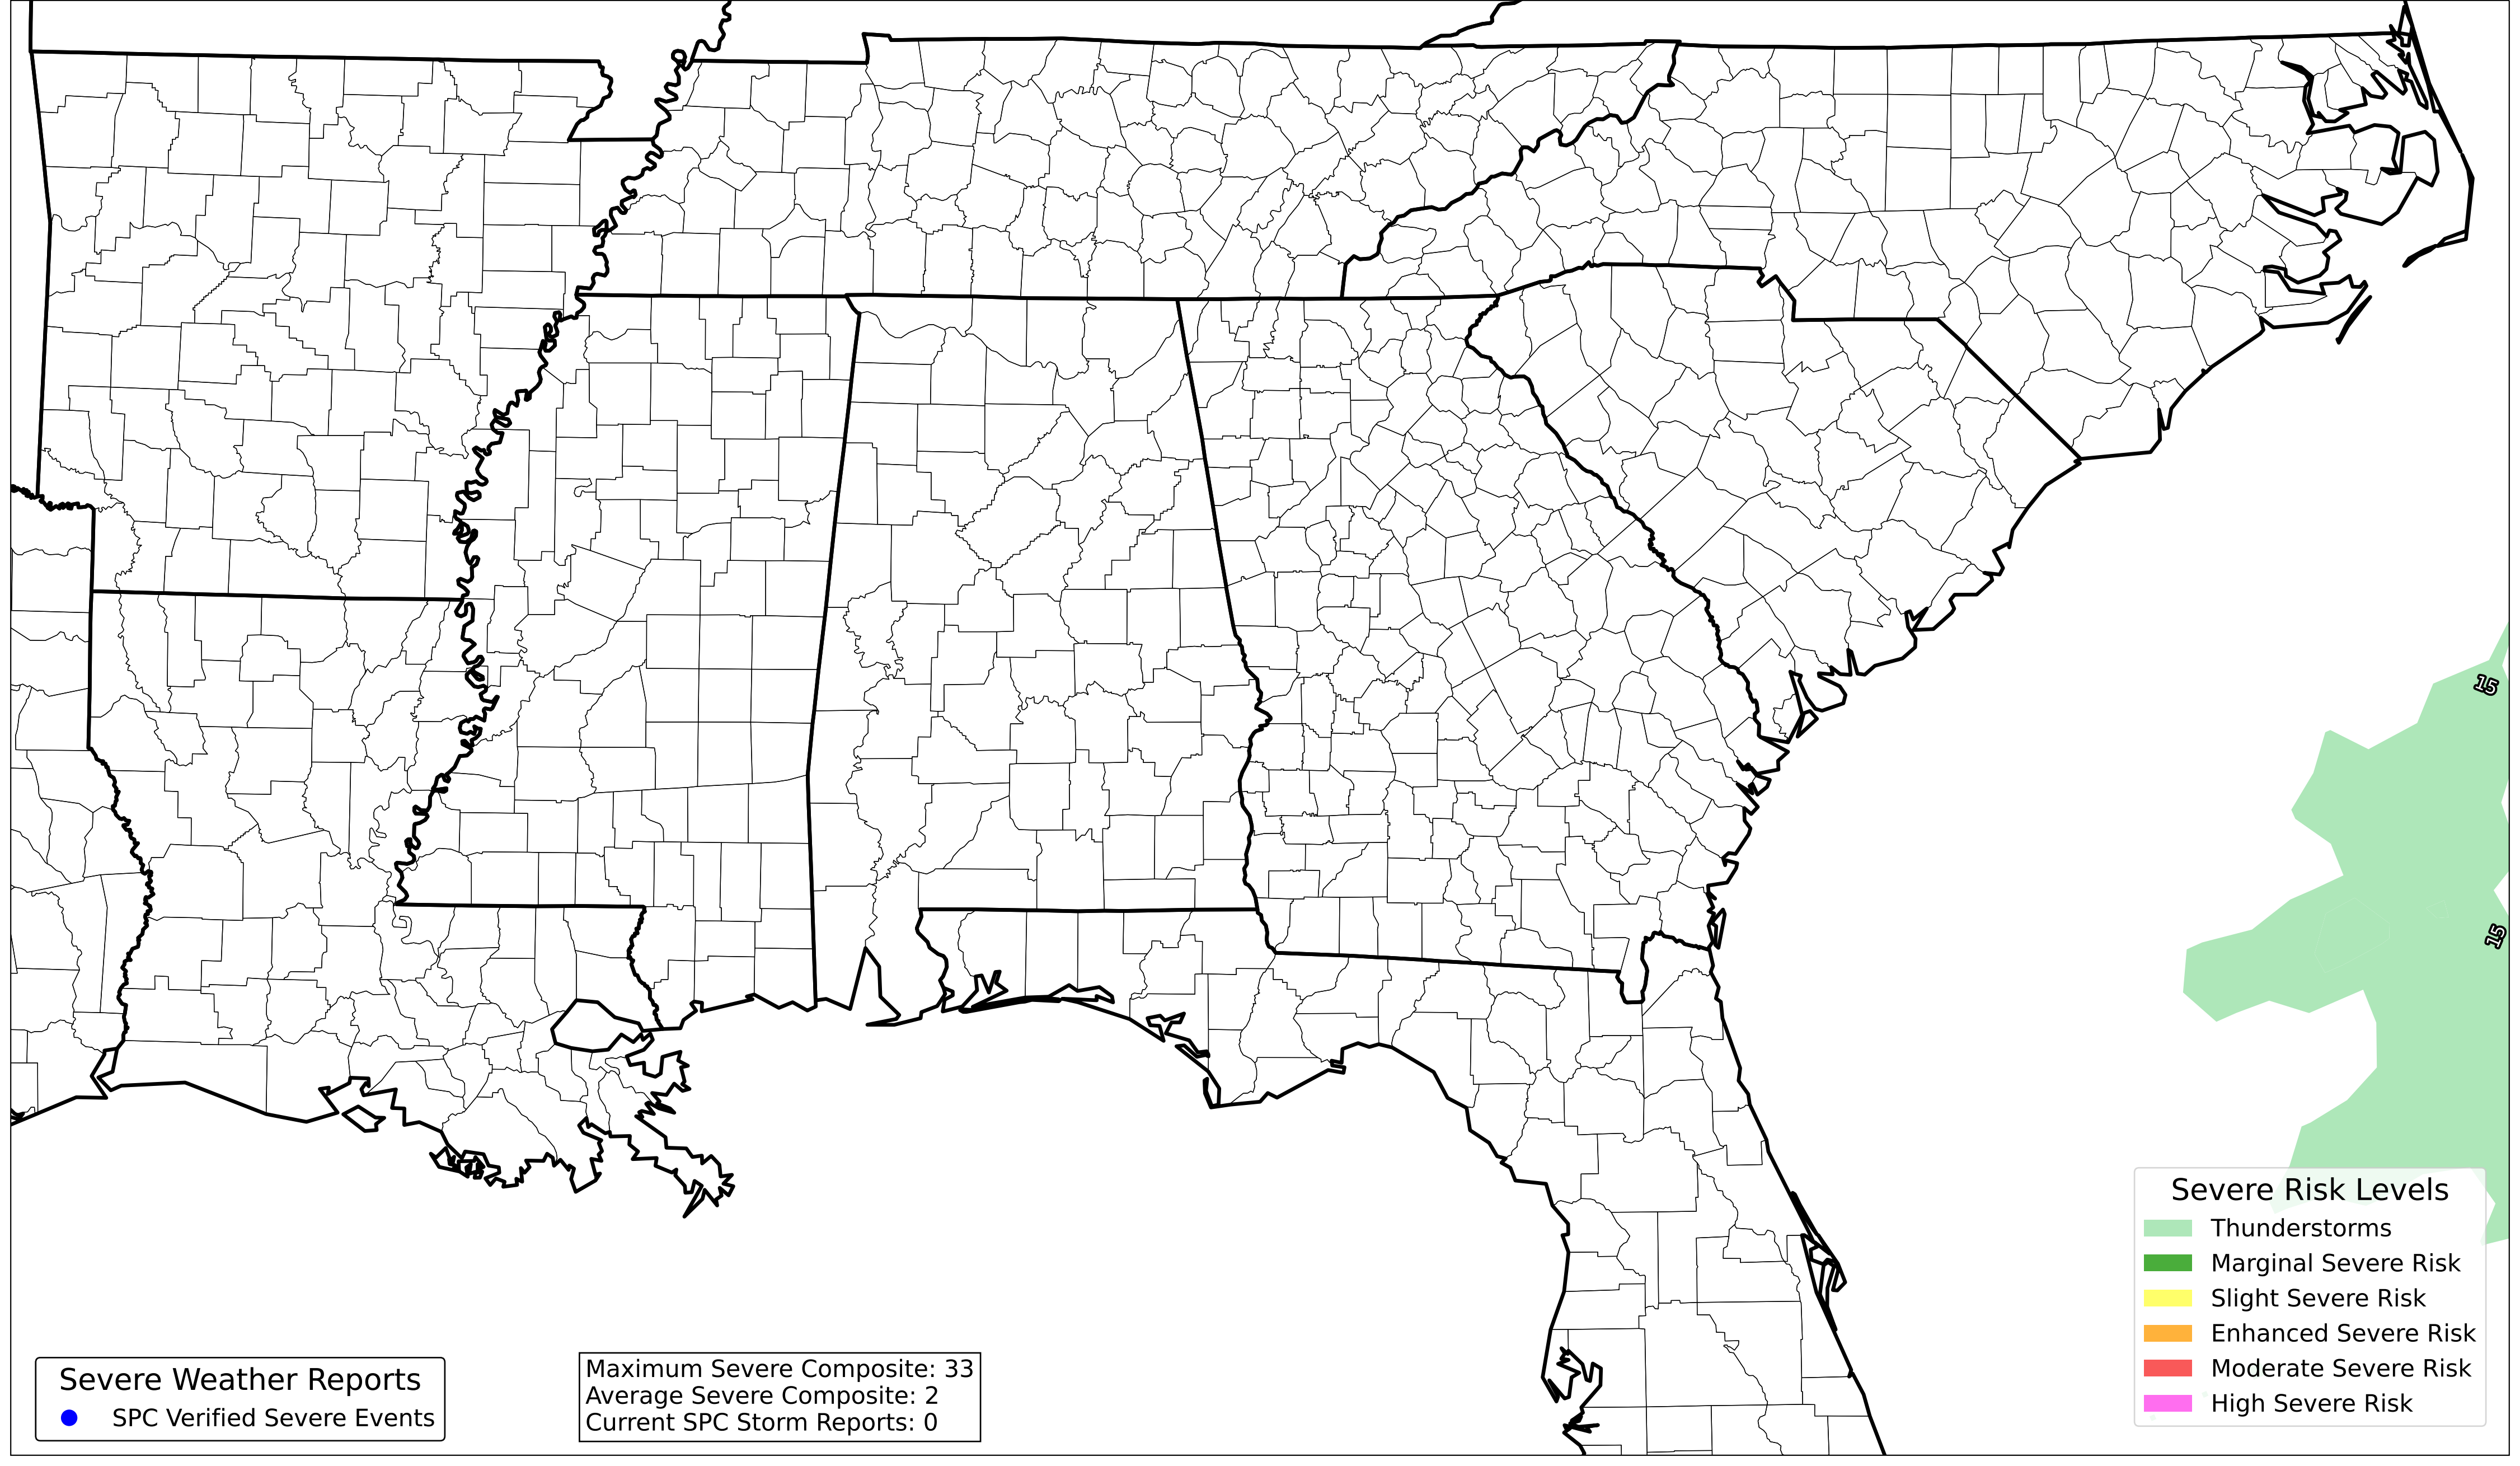 15
15
Severe Risk Levels
Thunderstorms
Marginal Severe Risk
Slight Severe Risk
Enhanced Severe Risk
Moderate Severe Risk
High Severe Risk
Severe Weather Reports
SPC Verified Severe Events
Maximum Severe Composite: 33
Average Severe Composite: 2
Current SPC Storm Reports: 0